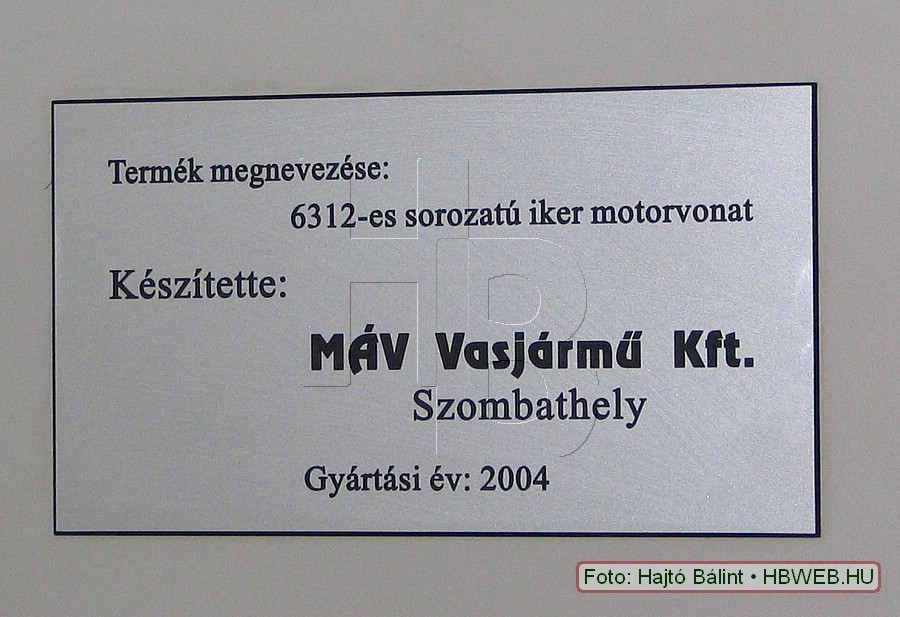 Termék megnevezése:
6312-es sorozatú iker motorvonat
Készítette:
MÁV Vasjármű Kft.
Szombathely
Gyártási év: 2004
HB
Foto: Hajtó Bálint • HBWEB.HU